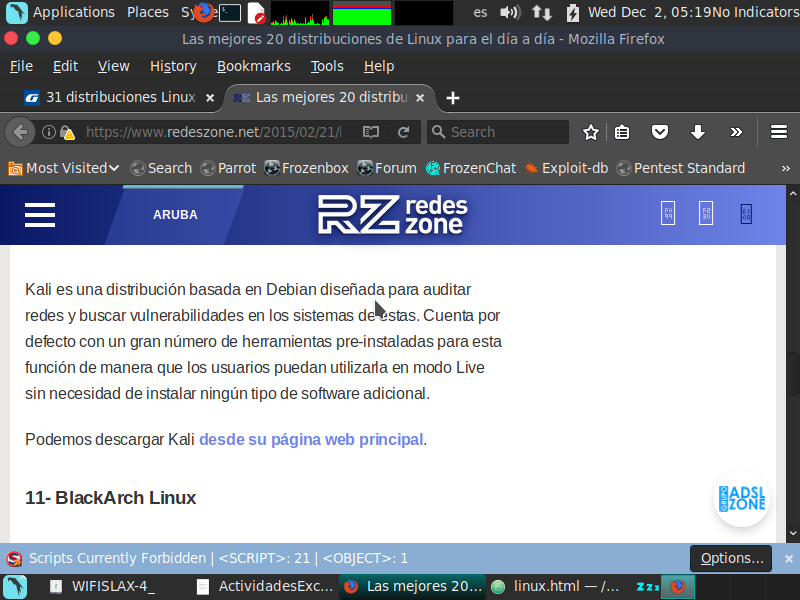 Applications Places Sy es Wed Dec 2, 05:19 No Indicators
Las mejores 20 distribuciones de Linux para el día a día - Mozilla Firefox
File Edit View History Bookmarks Tools Help
31 distribuciones Linux × Las mejores 20 distribu × +
https://www.redeszone.net/2015/02/21/l Search
Most Visited Search Parrot Frozenbox Forum FrozenChat Exploit-db Pentest Standard »
ARUBA RZ redes zone
Kali es una distribución basada en Debian diseñada para auditar
redes y buscar vulnerabilidades en los sistemas de estas. Cuenta por
defecto con un gran número de herramientas pre-instaladas para esta
función de manera que los usuarios puedan utilizarla en modo Live
sin necesidad de instalar ningún tipo de software adicional.
Podemos descargar Kali desde su página web principal.
11- BlackArch Linux
GRUPO ADSL ZONE
Scripts Currently Forbidden | <SCRIPT>: 21 | <OBJECT>: 1 Options... ×
WIFISLAX-4_ ActividadesExc... Las mejores 20... linux.html — /... zzz